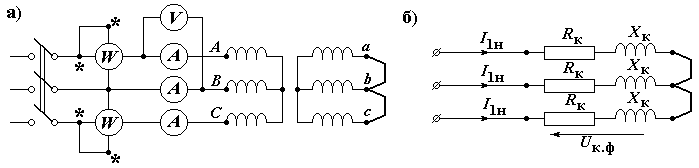 а)
б)
* V
* W A A a
B A b
* W A C c
*
I1н Rк Xк
I1н Rк Xк
I1н Rк Xк
Uк.ф